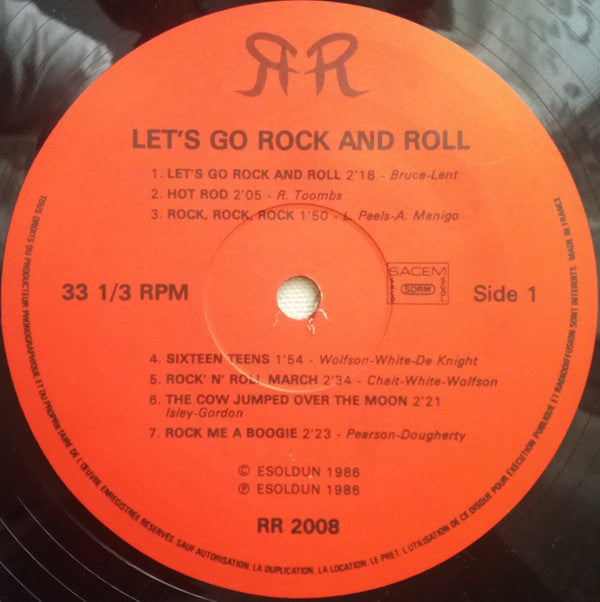 RR
LET'S GO ROCK AND ROLL
1. LET'S GO ROCK AND ROLL 2'18 - Bruce-Lent
2. HOT ROD 2'05 - R. Toombs
3. ROCK, ROCK, ROCK 1'50 - L. Peels-A. Manigo
33 1/3 RPM
SACEM
SDRM
Side 1
4. SIXTEEN TEENS 1'54 - Wolfson-White-De Knight
5. ROCK' N' ROLL MARCH 2'34 - Chait-White-Wolfson
6. THE COW JUMPED OVER THE MOON 2'21
Isley-Gordon
7. ROCK ME A BOOGIE 2'23 - Pearson-Dougherty
© ESOLDUN 1986
℗ ESOLDUN 1986
RR 2008
TOUS DROITS DU PRODUCTEUR PHONOGRAPHIQUE ET DU PROPRIETAIRE DE L'ŒUVRE ENREGISTREE RESERVES. SAUF AUTORISATION, LA DUPLICATION, LA LOCATION, LE PRET, L'UTILISATION DE CE DISQUE POUR EXECUTION PUBLIQUE ET RADIODIFFUSION SONT INTERDITS MADE IN FRANCE